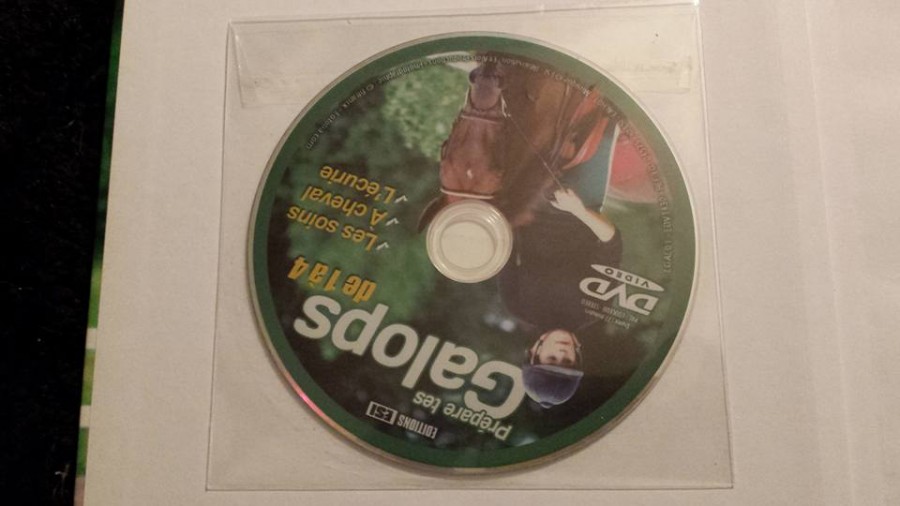 EDITIONS ESI
Prépare tes
Galops
de 1 à 4
Les soins
A cheval
L'écurie
DVD
VIDEO